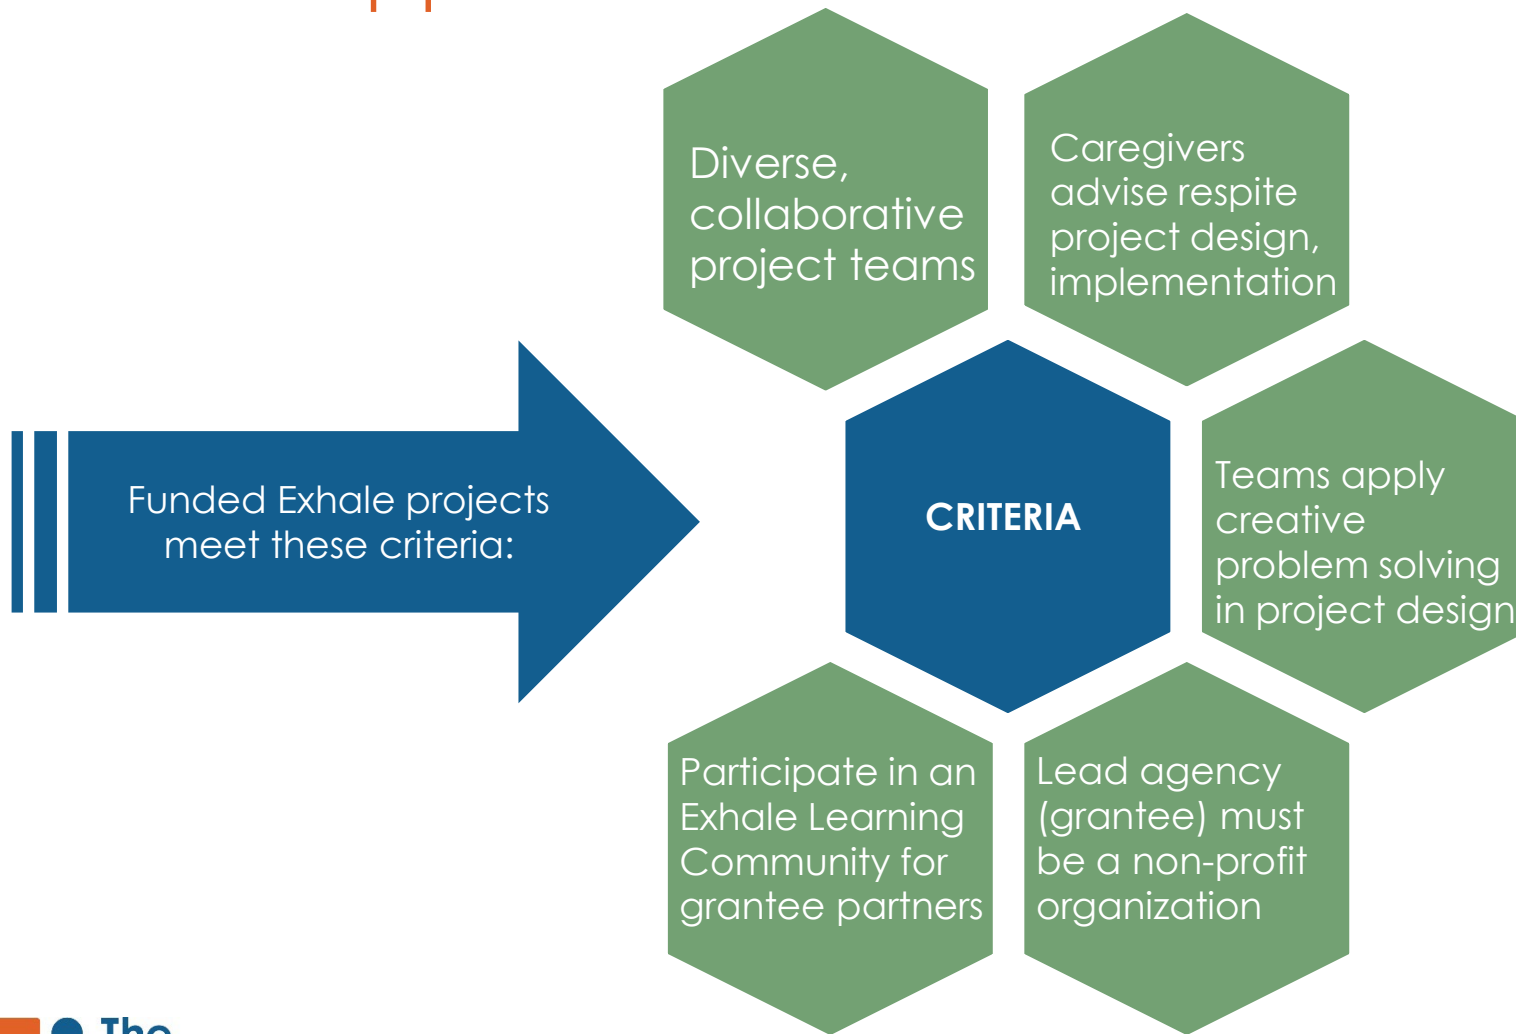 Diverse,
collaborative
project teams
Caregivers
advise respite
project design,
implementation
Funded Exhale projects
meet these criteria:
CRITERIA
Teams apply
creative
problem solving
in project design
Participate in an
Exhale Learning
Community for
grantee partners
Lead agency
(grantee) must
be a non-profit
organization
The